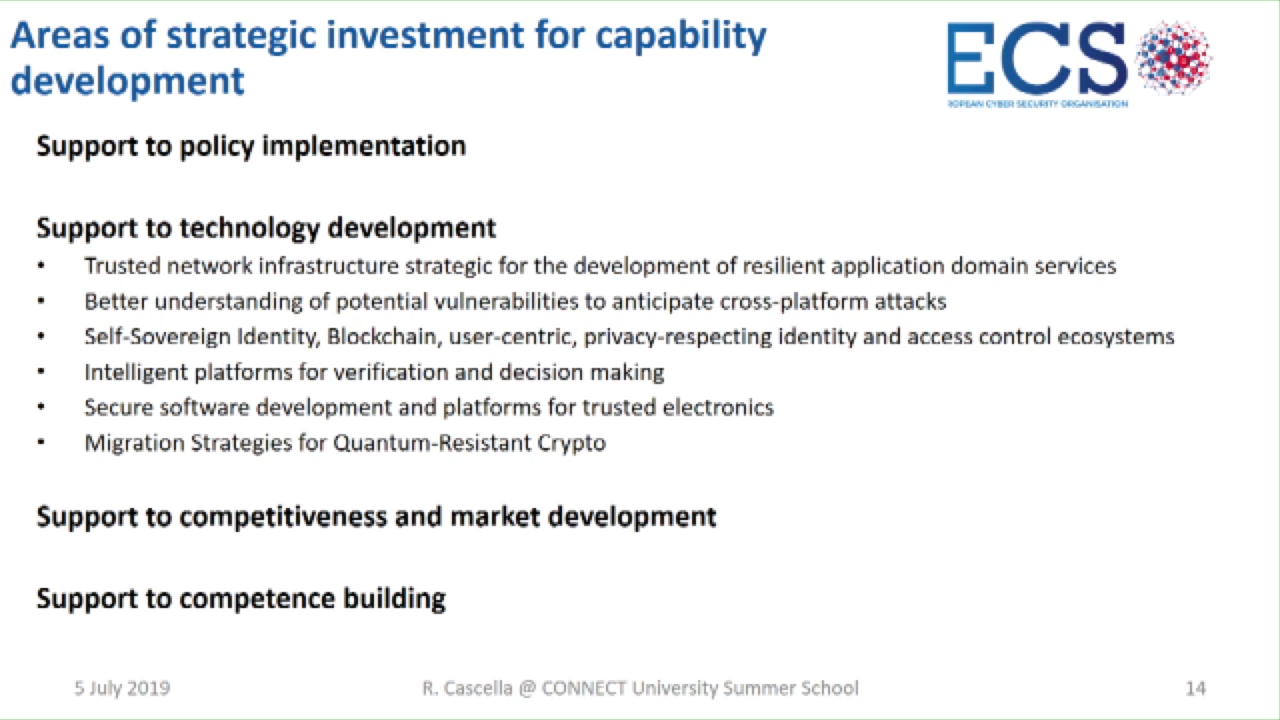 Areas of strategic investment for capability
development
ECS
ROPEAN CYBER SECURITY ORGANISATION
Support to policy implementation
Support to technology development
• Trusted network infrastructure strategic for the development of resilient application domain services
• Better understanding of potential vulnerabilities to anticipate cross-platform attacks
• Self-Sovereign Identity, Blockchain, user-centric, privacy-respecting identity and access control ecosystems
• Intelligent platforms for verification and decision making
• Secure software development and platforms for trusted electronics
• Migration Strategies for Quantum-Resistant Crypto
Support to competitiveness and market development
Support to competence building
5 July 2019
R. Cascella @ CONNECT University Summer School
14